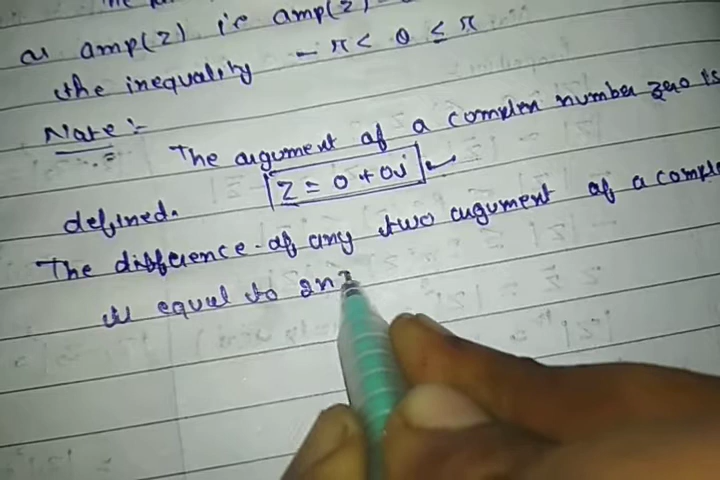 as amp(z) i.e amp(z)
the inequality - π < θ ≤ π
Note :-
The argument of a complex number zero is
defined. z = 0 + 0i
The difference of any two argument of a comple
is equal to 2n